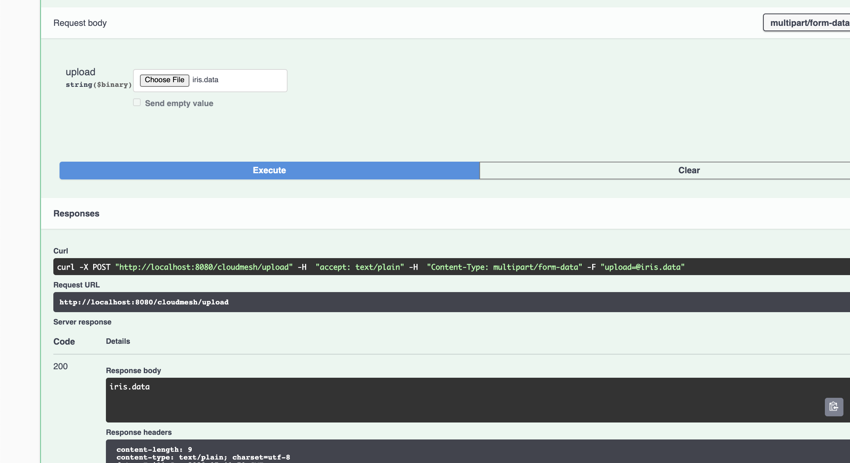 Request body
multipart/form-data
upload
string($binary)
Choose File iris.data
Send empty value
Execute
Clear
Responses
Curl
curl -X POST "http://localhost:8080/cloudmesh/upload" -H  "accept: text/plain" -H  "Content-Type: multipart/form-data" -F "upload=@iris.data"
Request URL
http://localhost:8080/cloudmesh/upload
Server response
Code Details
200
Response body
iris.data
Response headers
content-length: 9
content-type: text/plain; charset=utf-8